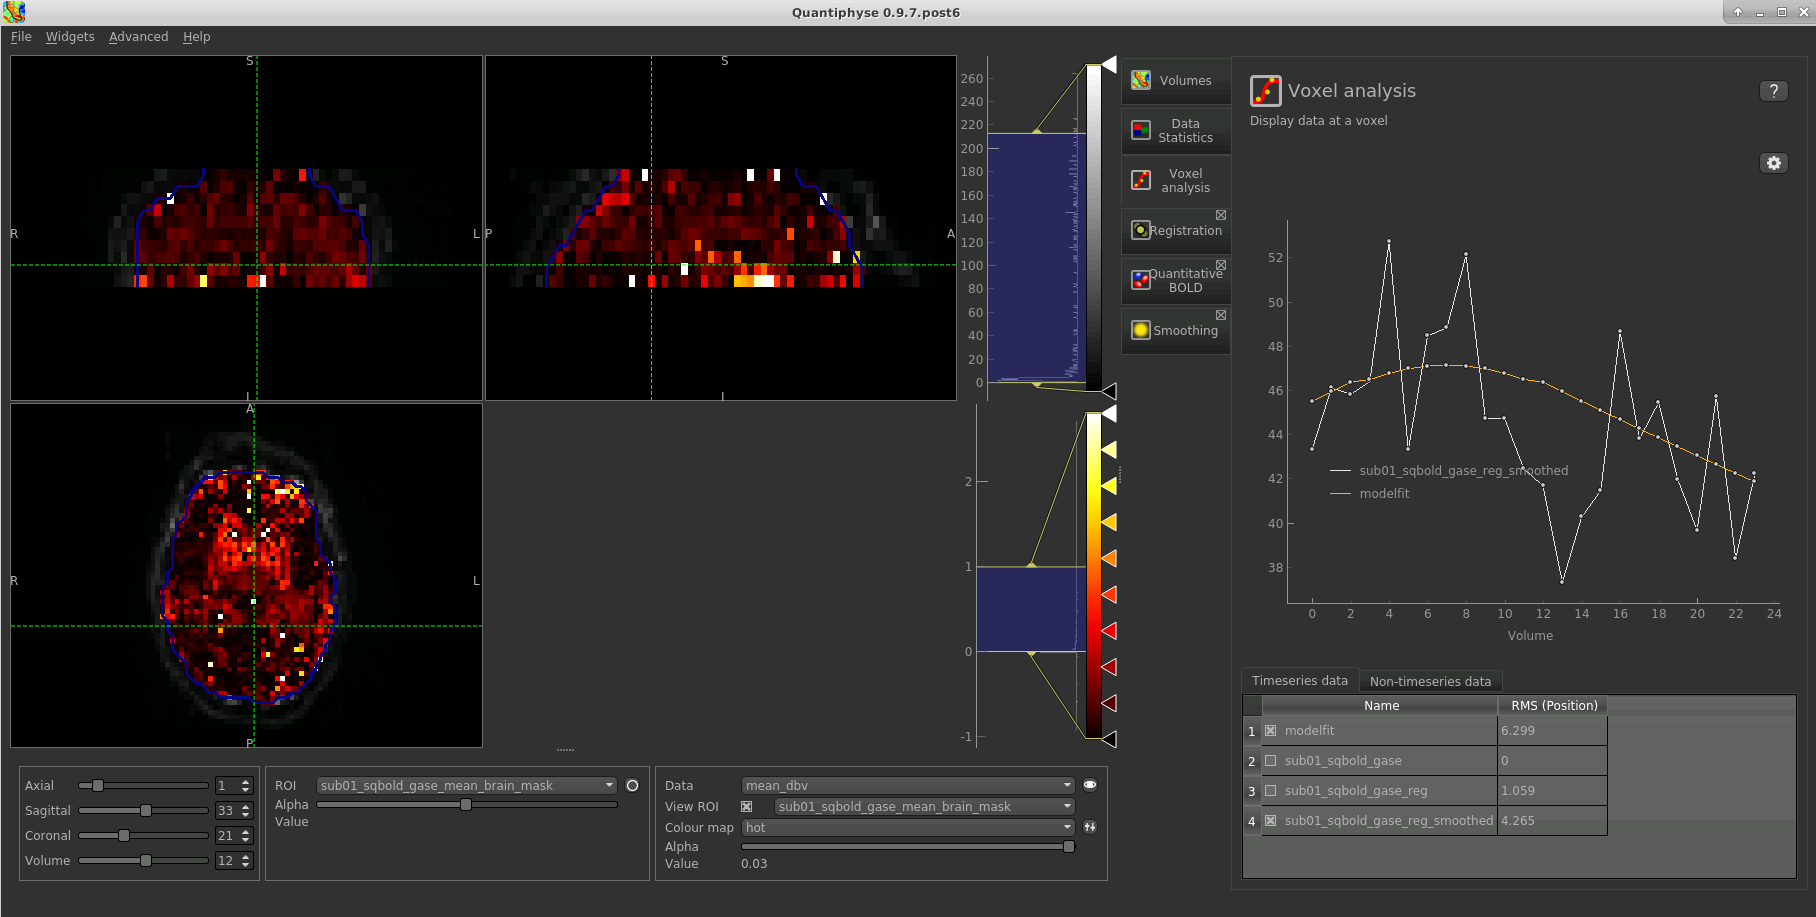 Quantiphyse 0.9.7.post6
File Widgets Advanced Help
S
R
L
I
S
P
A
I
A
R
L
P
260
240
220
200
180
160
140
120
100
80
60
40
20
0
2
1
0
-1
Volumes
Data
Statistics
Voxel
analysis
Registration
Quantitative
BOLD
Smoothing
Voxel analysis
?
Display data at a voxel
52
50
48
46
44
42
40
38
sub01_sqbold_gase_reg_smoothed
modelfit
0 2 4 6 8 10 12 14 16 18 20 22 24
Volume
Timeseries data Non-timeseries data
Name RMS (Position)
1 modelfit 6.299
2 sub01_sqbold_gase 0
3 sub01_sqbold_gase_reg 1.059
4 sub01_sqbold_gase_reg_smoothed 4.265
Axial 1
Sagittal 33
Coronal 21
Volume 12
ROI sub01_sqbold_gase_mean_brain_mask
Alpha
Value
Data mean_dbv
View ROI sub01_sqbold_gase_mean_brain_mask
Colour map hot
Alpha
Value 0.03